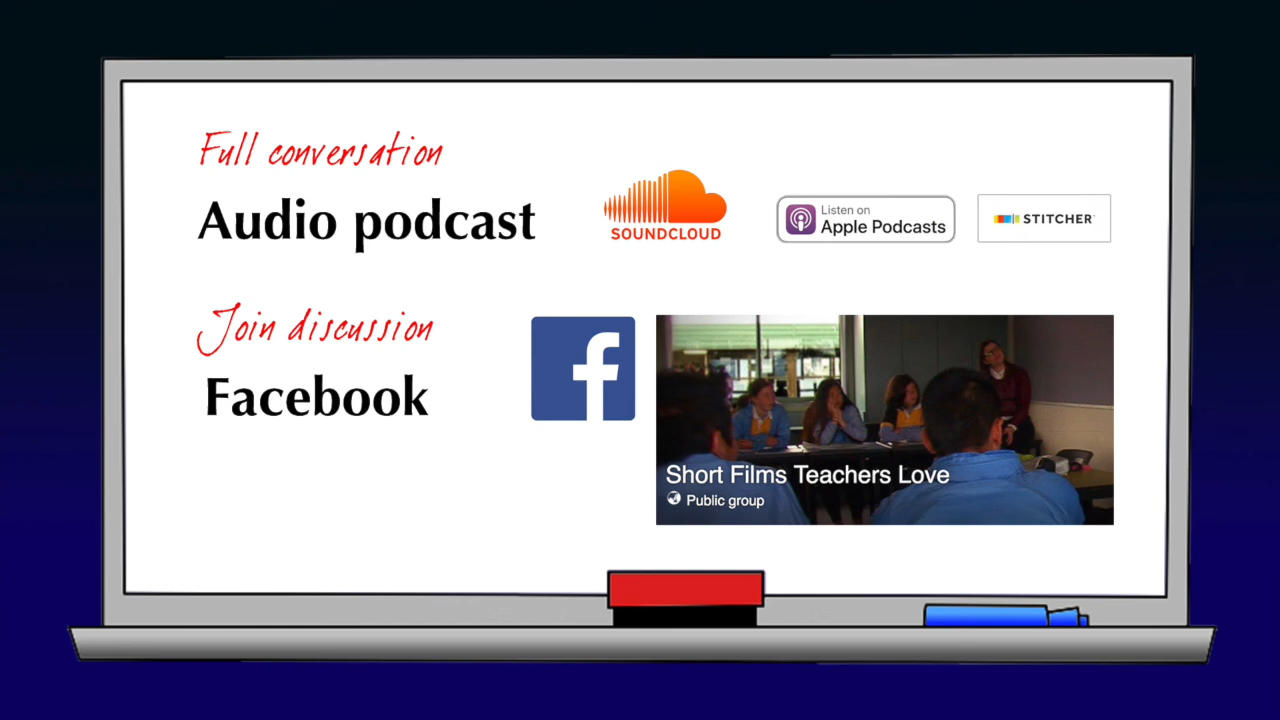 Full conversation
Audio podcast
SOUNDCLOUD
Listen on
Apple Podcasts
STITCHER
Join discussion
Facebook
f
Short Films Teachers Love
Public group